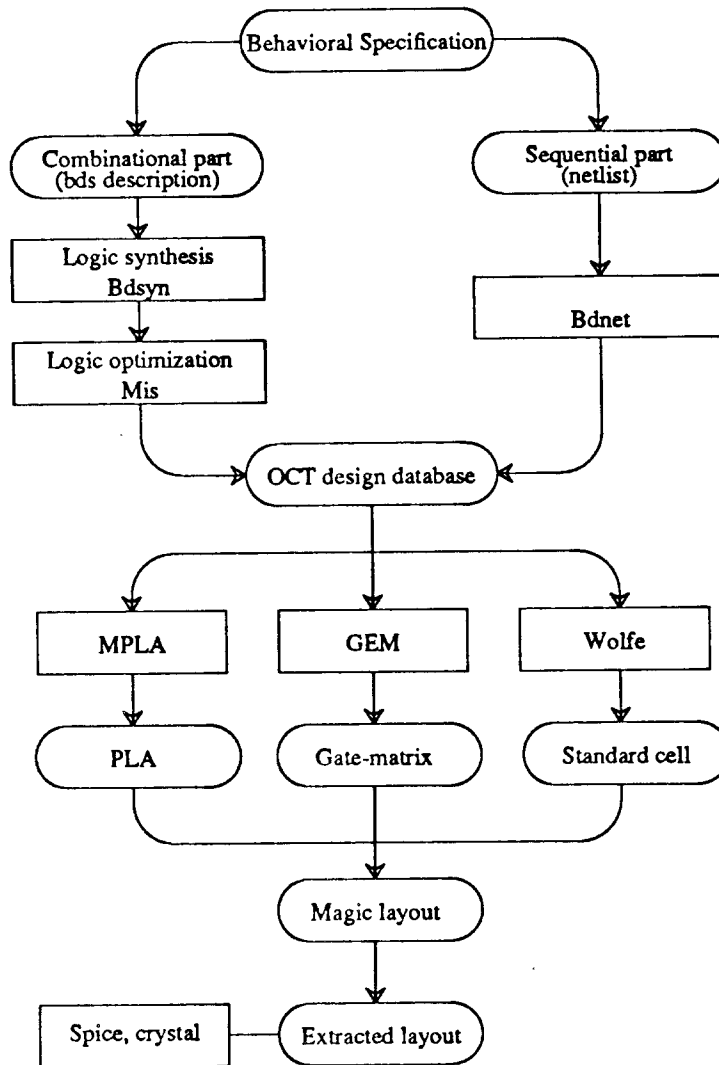 Behavioral Specification
Combinational part
(bds description)
Sequential part
(netlist)
Logic synthesis
Bdsyn
Bdnet
Logic optimization
Mis
OCT design database
MPLA
GEM
Wolfe
PLA
Gate-matrix
Standard cell
Magic layout
Spice, crystal
Extracted layout